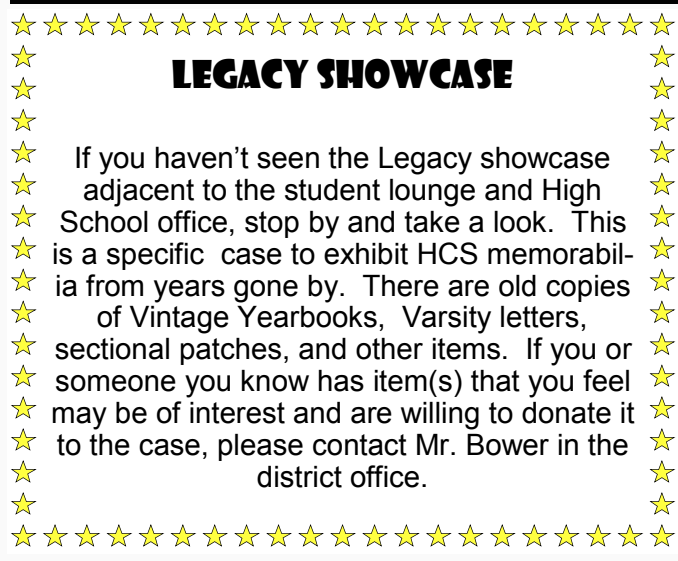 LEGACY SHOWCASE
If you haven’t seen the Legacy showcase
adjacent to the student lounge and High
School office, stop by and take a look.  This
is a specific  case to exhibit HCS memorabil-
ia from years gone by.  There are old copies
of Vintage Yearbooks,  Varsity letters,
sectional patches, and other items.  If you or
someone you know has item(s) that you feel
may be of interest and are willing to donate it
to the case, please contact Mr. Bower in the
district office.